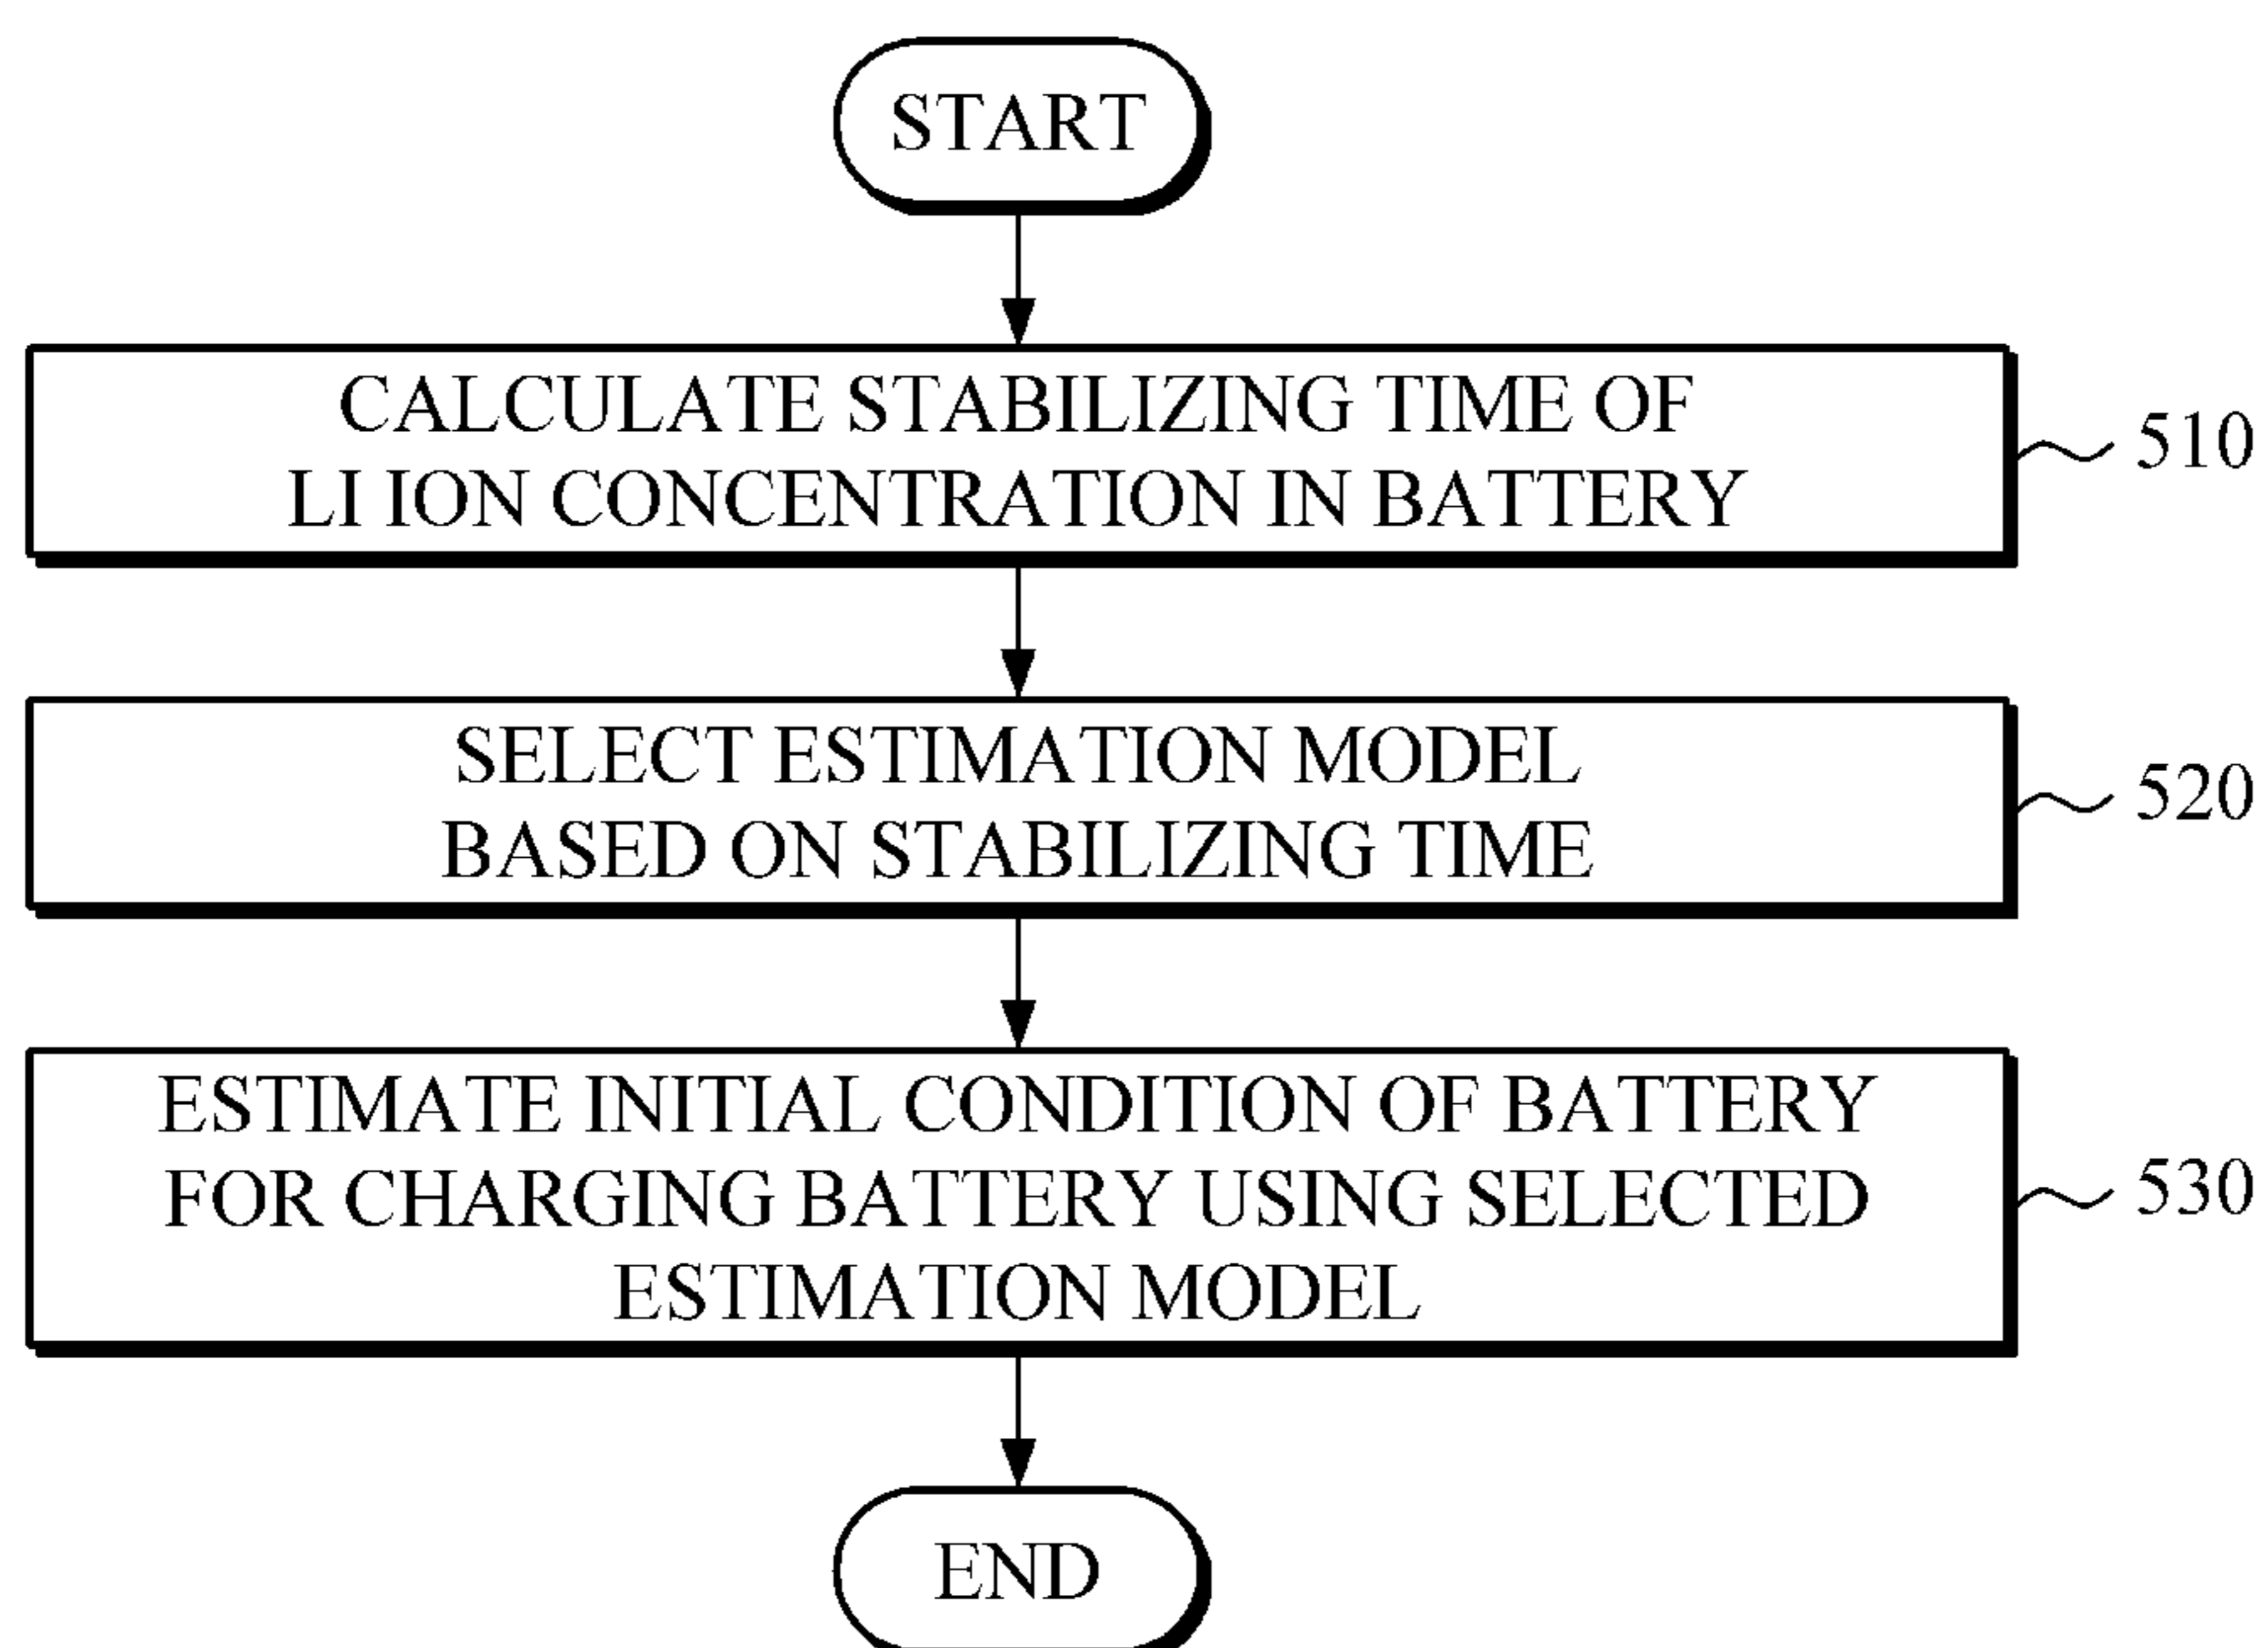 START
CALCULATE STABILIZING TIME OF
LI ION CONCENTRATION IN BATTERY
510
SELECT ESTIMATION MODEL
BASED ON STABILIZING TIME
520
ESTIMATE INITIAL CONDITION OF BATTERY
FOR CHARGING BATTERY USING SELECTED
ESTIMATION MODEL
530
END